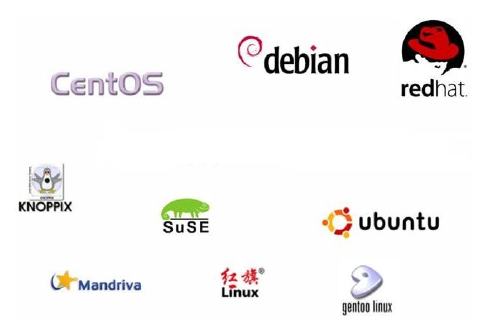 debian
redhat.
CentOS
KNOPPIX
SuSE
ubuntu
Mandriva
红旗®
Linux
gentoo linux